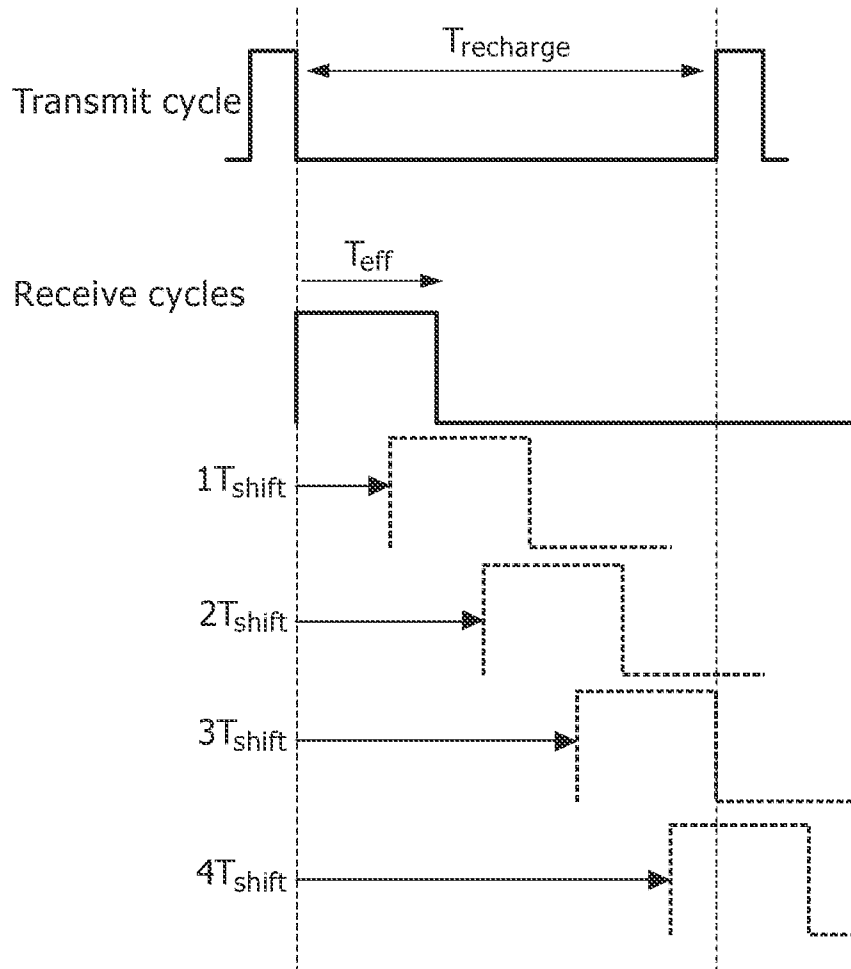 Trecharge
Transmit cycle
Teff
Receive cycles
1Tshift
2Tshift
3Tshift
4Tshift